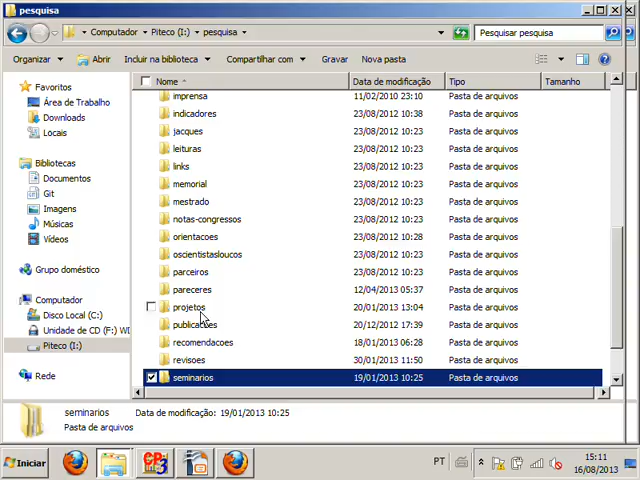 pesquisa
Computador Piteco (I:) pesquisa
Pesquisar pesquisa
Organizar Abrir Incluir na biblioteca Compartilhar com Gravar Nova pasta
Favoritos
Área de Trabalho
Downloads
Locais
Bibliotecas
Documentos
Git
Imagens
Músicas
Vídeos
Grupo doméstico
Computador
Disco Local (C:)
Unidade de CD (F:) WD
Piteco (I:)
Rede
Nome Data de modificação Tipo Tamanho
imprensa 11/02/2010 23:10 Pasta de arquivos
indicadores 23/08/2012 10:38 Pasta de arquivos
jacques 23/08/2012 10:23 Pasta de arquivos
leituras 23/08/2012 10:23 Pasta de arquivos
links 23/08/2012 10:23 Pasta de arquivos
memorial 23/08/2012 10:23 Pasta de arquivos
mestrado 23/08/2012 10:23 Pasta de arquivos
notas-congressos 23/08/2012 10:23 Pasta de arquivos
orientacoes 23/08/2012 10:28 Pasta de arquivos
oscientistasloucos 23/08/2012 10:23 Pasta de arquivos
parceiros 23/08/2012 10:23 Pasta de arquivos
pareceres 12/04/2013 05:37 Pasta de arquivos
projetos 20/01/2013 13:04 Pasta de arquivos
publicacoes 20/12/2012 17:39 Pasta de arquivos
recomendacoes 18/01/2013 06:28 Pasta de arquivos
revisoes 30/01/2013 11:50 Pasta de arquivos
seminarios 19/01/2013 10:25 Pasta de arquivos
seminarios Data de modificação: 19/01/2013 10:25
Pasta de arquivos
Iniciar
PT
15:11
16/08/2013